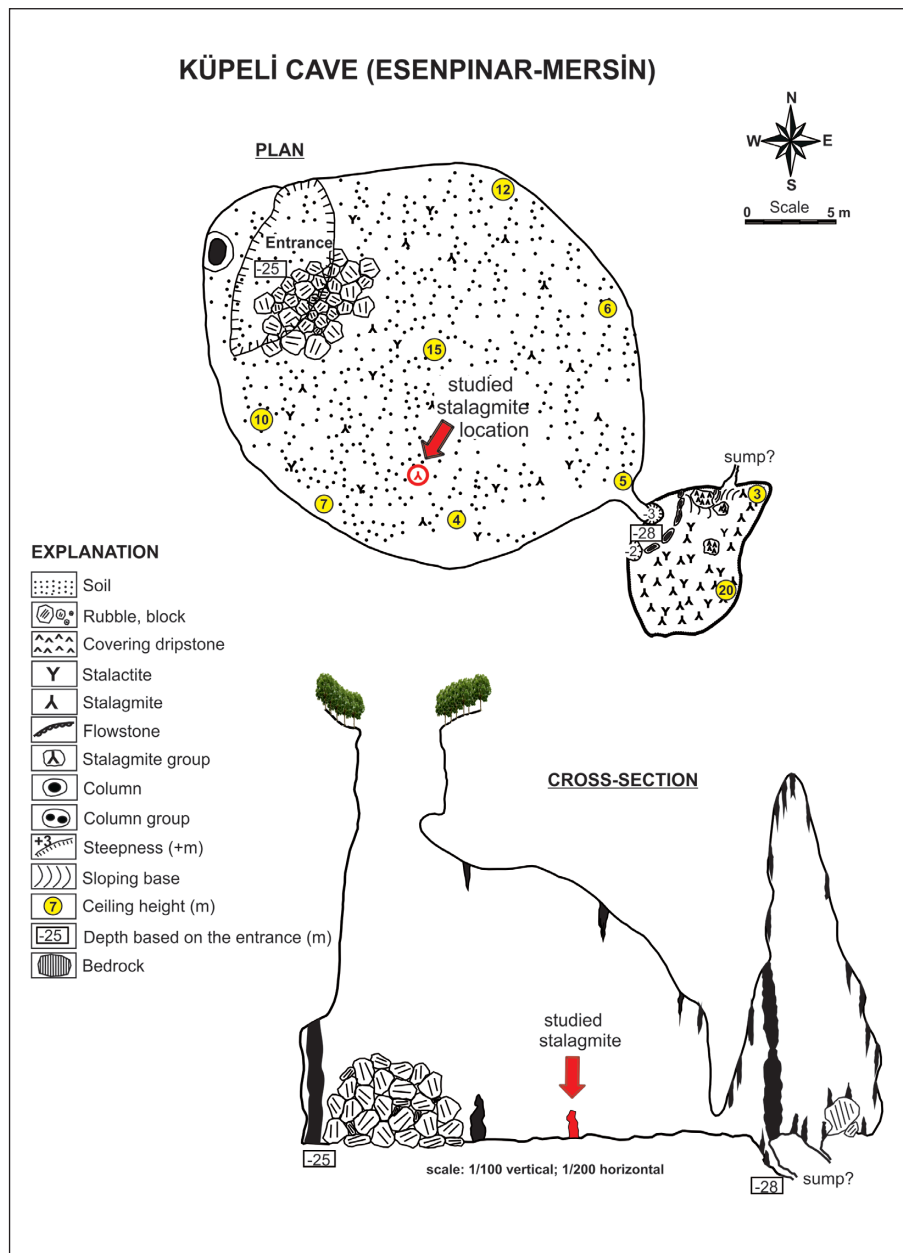 KÜPELİ CAVE (ESENPINAR-MERSİN)
PLAN
N
W
E
S
0 Scale 5 m
12
Entrance
-25
6
15
studied
stalagmite
location
10
sump?
5
3
7
4
-3
-28
-2
20
EXPLANATION
Soil
Rubble, block
Covering dripstone
Stalactite
Stalagmite
Flowstone
Stalagmite group
Column
Column group
+3 Steepness (+m)
Sloping base
7 Ceiling height (m)
-25 Depth based on the entrance (m)
Bedrock
CROSS-SECTION
studied
stalagmite
-25
scale: 1/100 vertical; 1/200 horizontal
-28
sump?